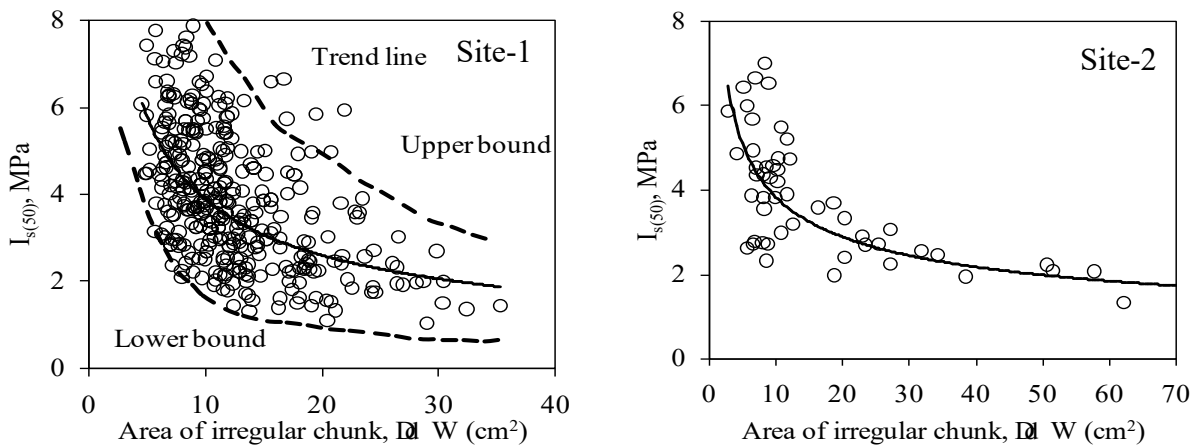 8
6
4
2
0
0
10
20
30
40
Site-1
Trend line
Upper bound
Lower bound
I_s(50), MPa
Area of irregular chunk, D W (cm²)
8
6
4
2
0
0
10
20
30
40
50
60
70
Site-2
I_s(50), MPa
Area of irregular chunk, D W (cm²)